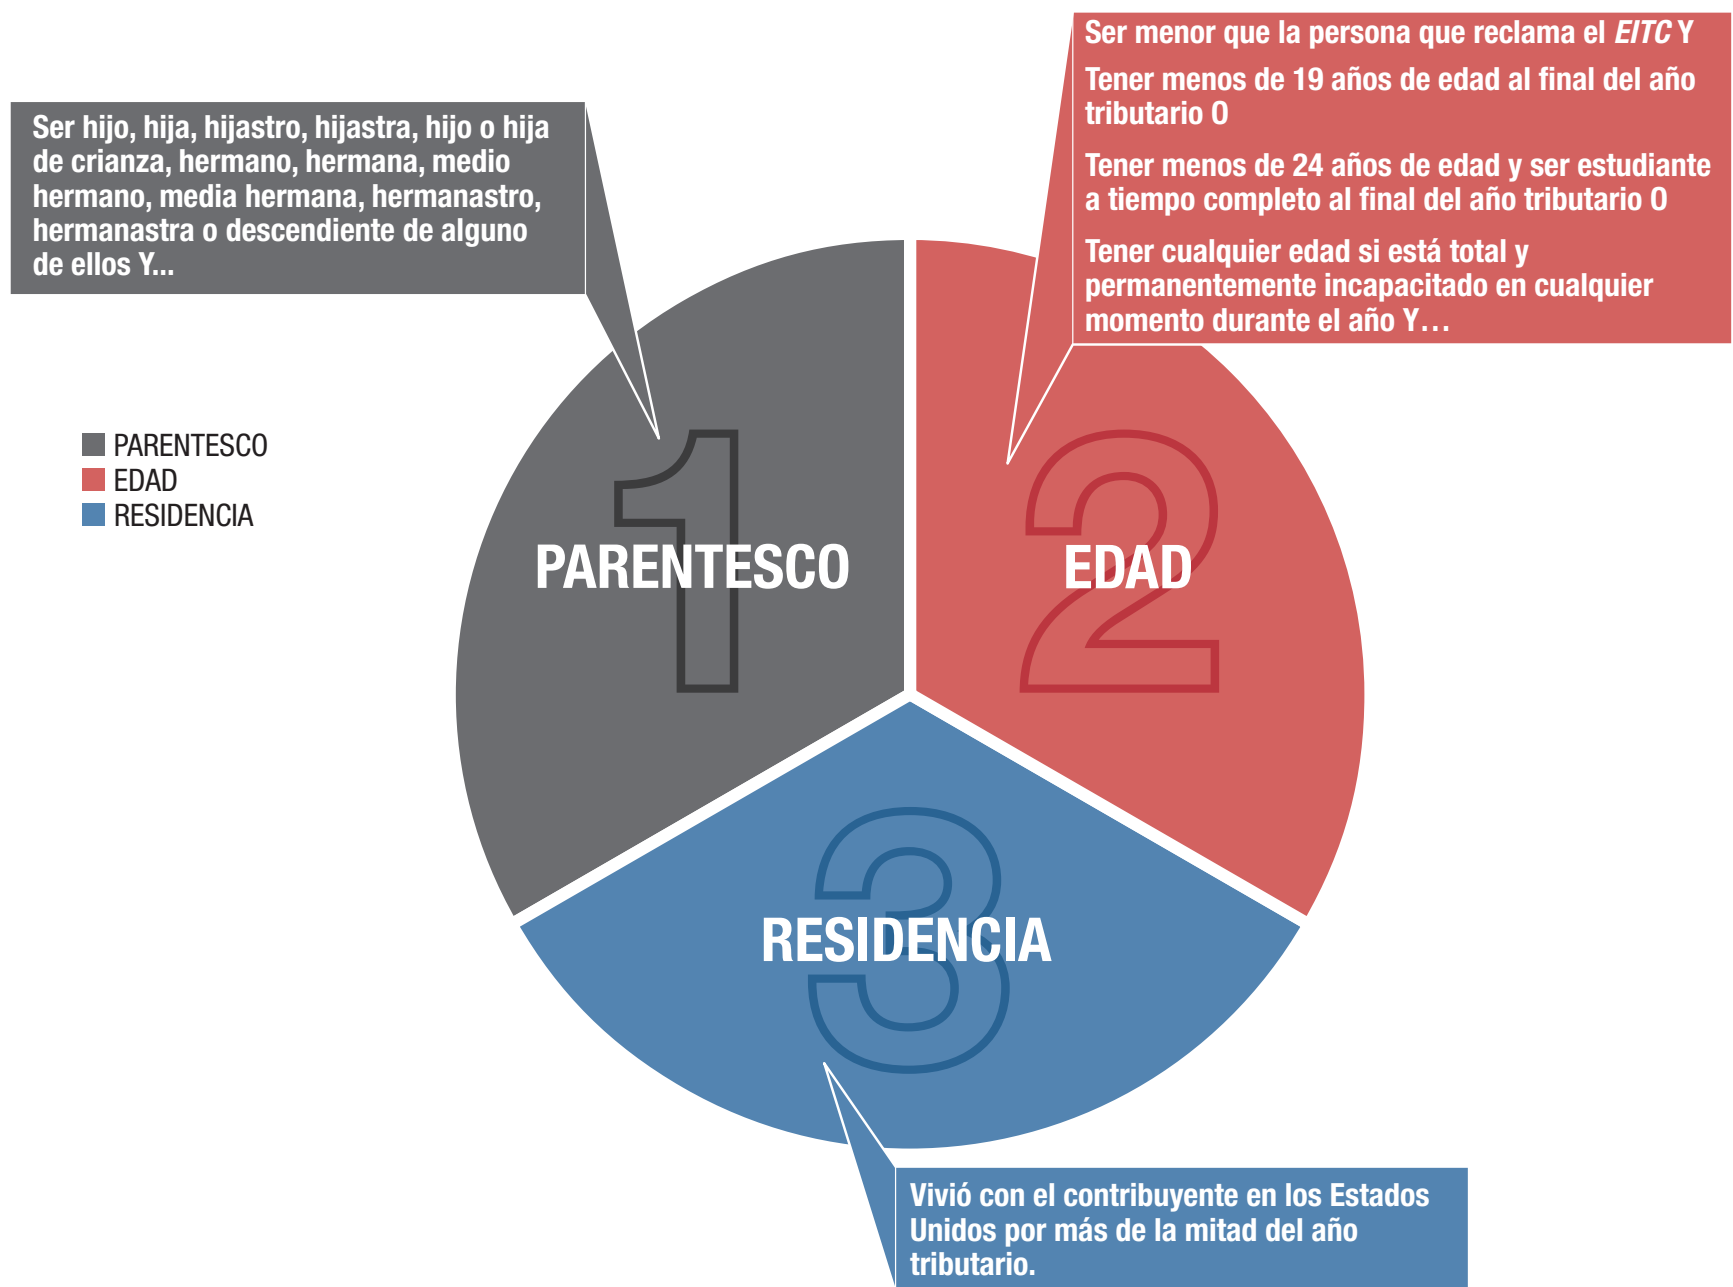 Ser menor que la persona que reclama el EITC Y
Tener menos de 19 años de edad al final del año
tributario O
Tener menos de 24 años de edad y ser estudiante
a tiempo completo al final del año tributario O
Tener cualquier edad si está total y
permanentemente incapacitado en cualquier
momento durante el año Y...
Ser hijo, hija, hijastro, hijastra, hijo o hija
de crianza, hermano, hermana, medio
hermano, media hermana, hermanastro,
hermanastra o descendiente de alguno
de ellos Y...
PARENTESCO
EDAD
RESIDENCIA
1
PARENTESCO
2
EDAD
3
RESIDENCIA
Vivió con el contribuyente en los Estados
Unidos por más de la mitad del año
tributario.